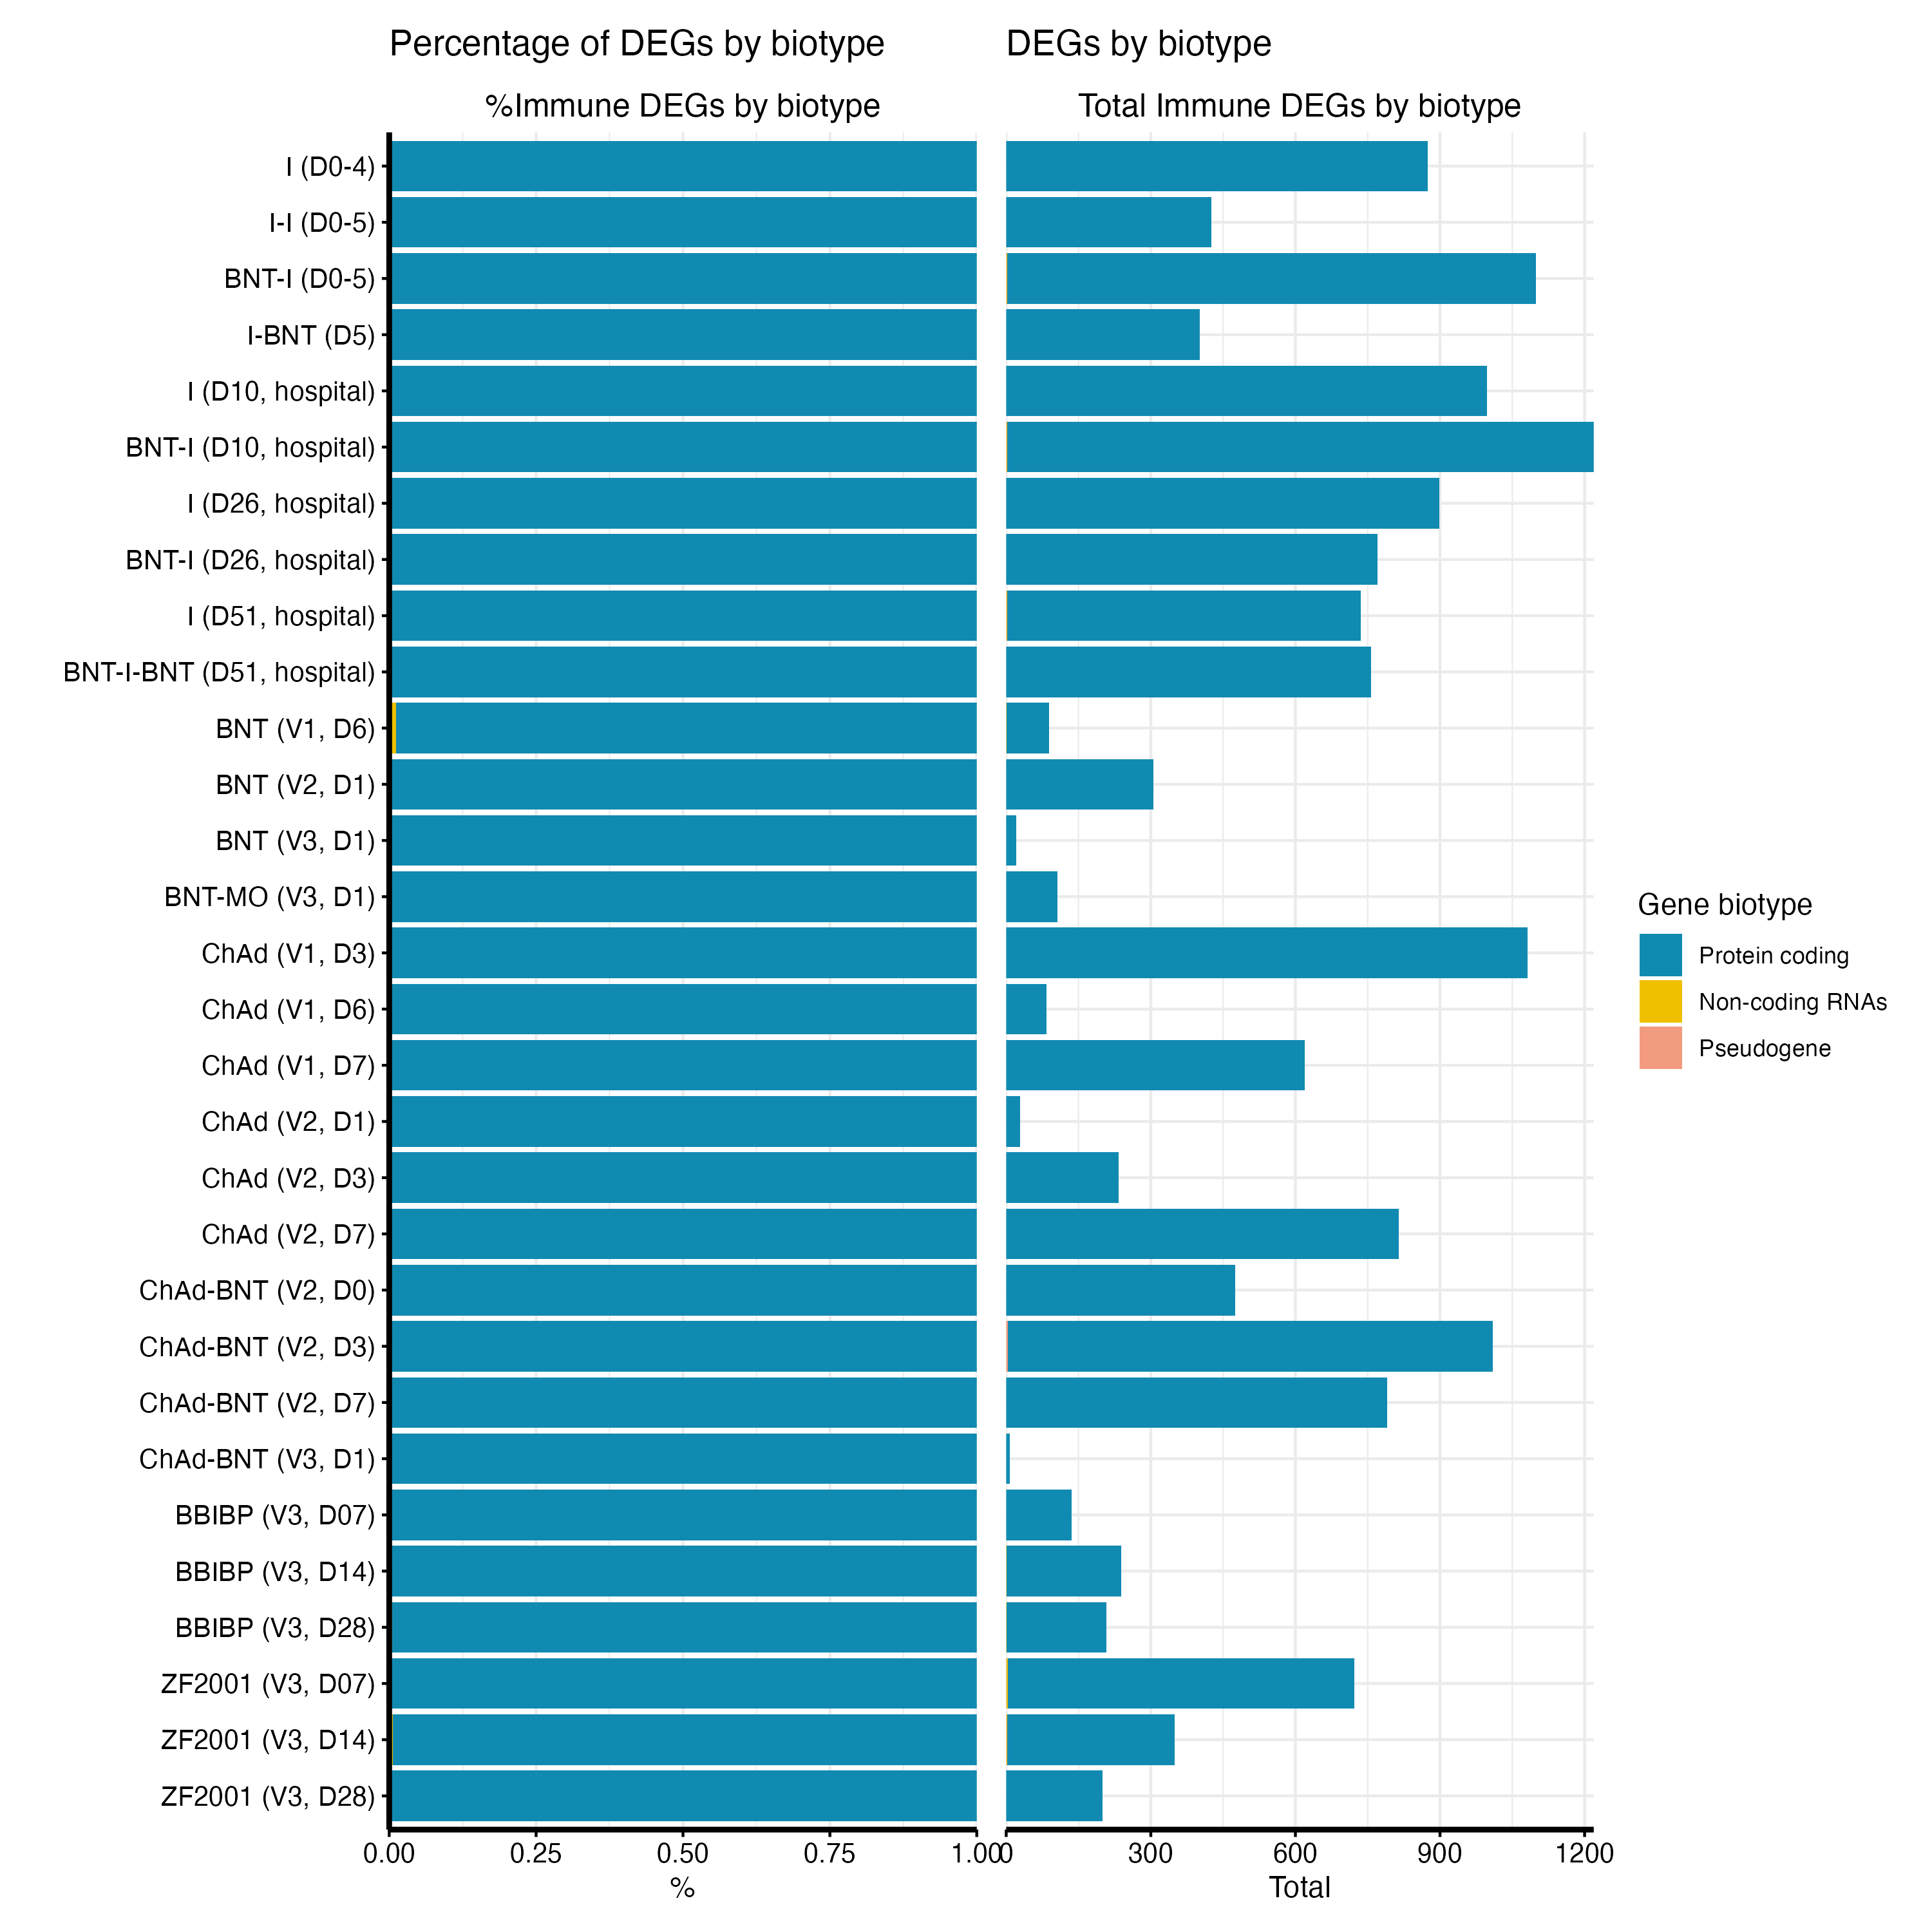 Percentage of DEGs by biotype
DEGs by biotype
%Immune DEGs by biotype
Total Immune DEGs by biotype
I (D0-4)
I-I (D0-5)
BNT-I (D0-5)
I-BNT (D5)
I (D10, hospital)
BNT-I (D10, hospital)
I (D26, hospital)
BNT-I (D26, hospital)
I (D51, hospital)
BNT-I-BNT (D51, hospital)
BNT (V1, D6)
BNT (V2, D1)
BNT (V3, D1)
BNT-MO (V3, D1)
ChAd (V1, D3)
ChAd (V1, D6)
ChAd (V1, D7)
ChAd (V2, D1)
ChAd (V2, D3)
ChAd (V2, D7)
ChAd-BNT (V2, D0)
ChAd-BNT (V2, D3)
ChAd-BNT (V2, D7)
ChAd-BNT (V3, D1)
BBIBP (V3, D07)
BBIBP (V3, D14)
BBIBP (V3, D28)
ZF2001 (V3, D07)
ZF2001 (V3, D14)
ZF2001 (V3, D28)
0.00 0.25 0.50 0.75 1.00
%
0 300 600 900 1200
Total
Gene biotype
Protein coding
Non-coding RNAs
Pseudogene